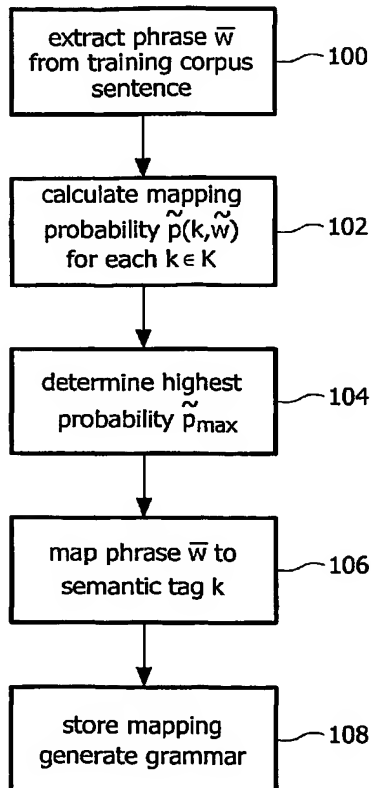 extract phrase w̅
from training corpus
sentence
100
calculate mapping
probability p̃(k,w̃)
for each k ∈ K
102
determine highest
probability p̃max
104
map phrase w̅ to
semantic tag k
106
store mapping
generate grammar
108